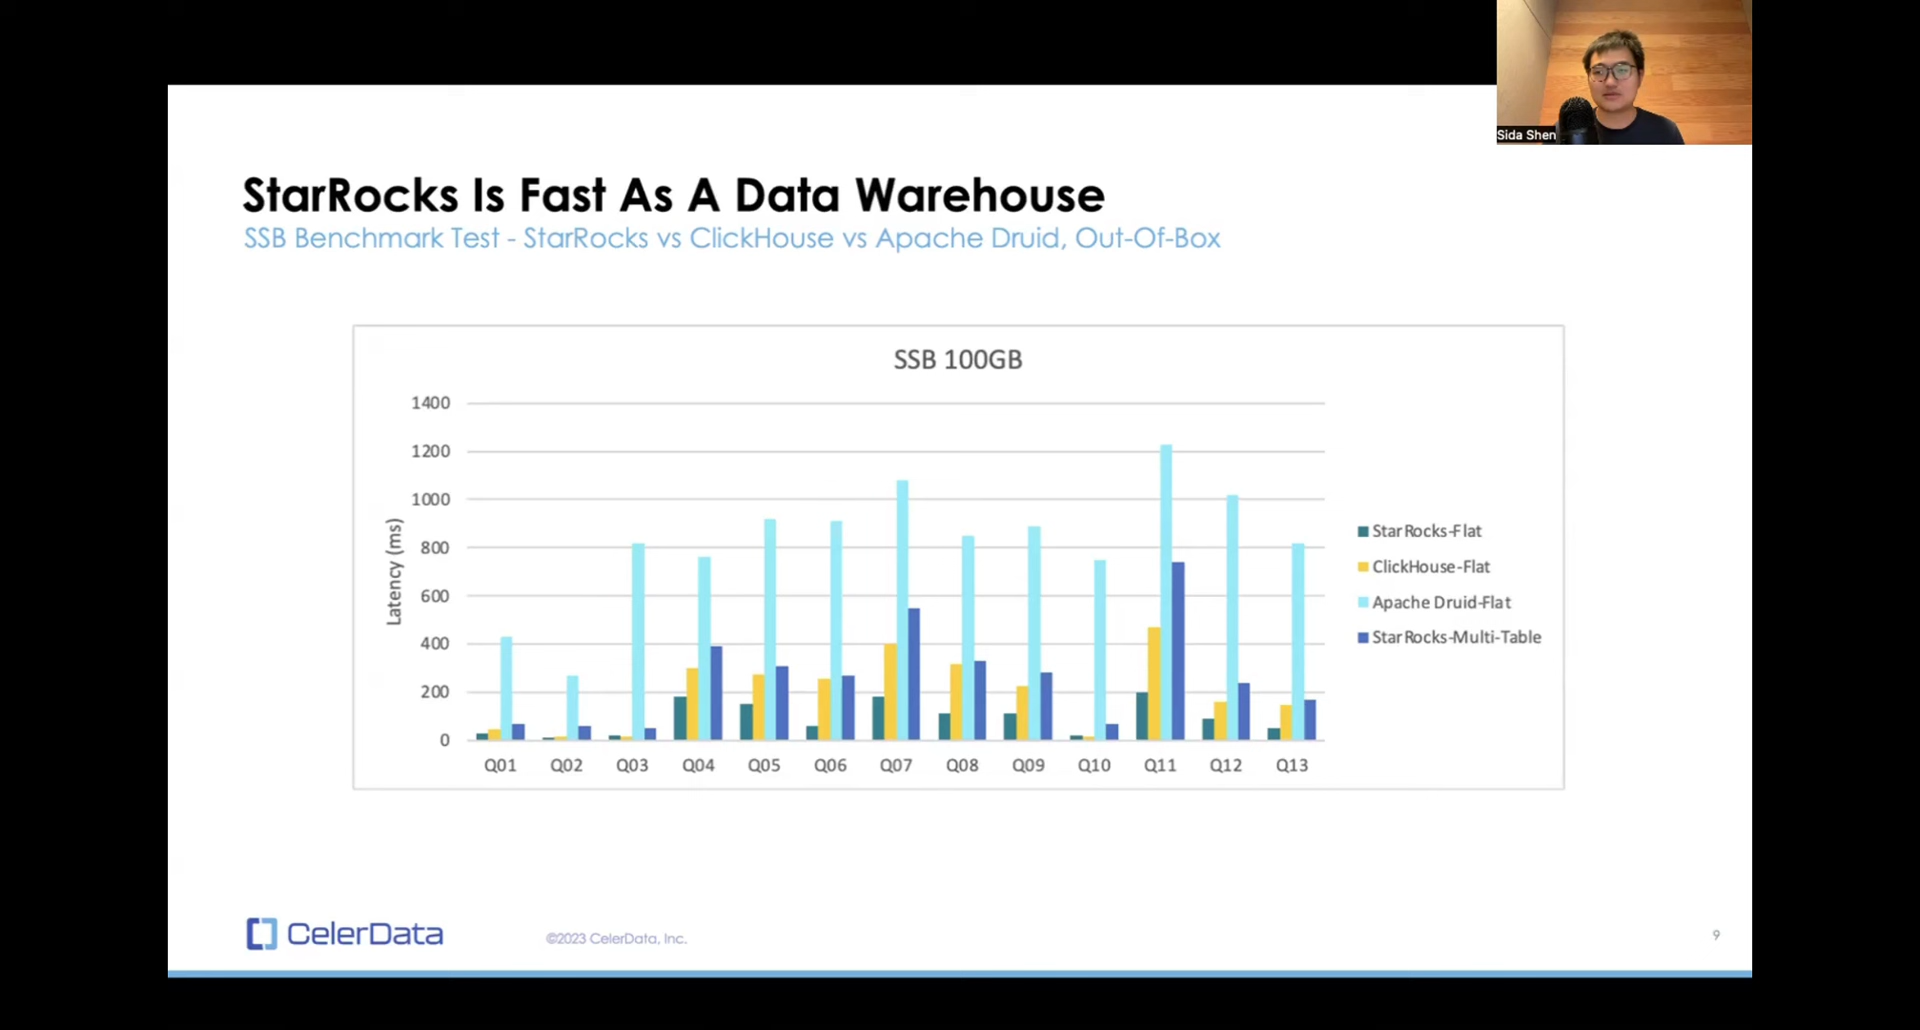 Sida Shen
StarRocks Is Fast As A Data Warehouse
SSB Benchmark Test - StarRocks vs ClickHouse vs Apache Druid, Out-Of-Box
SSB 100GB
Latency (ms)
1400
1200
1000
800
600
400
200
0
Q01 Q02 Q03 Q04 Q05 Q06 Q07 Q08 Q09 Q10 Q11 Q12 Q13
StarRocks-Flat
ClickHouse-Flat
Apache Druid-Flat
StarRocks-Multi-Table
CelerData
©2023 CelerData, Inc.
9